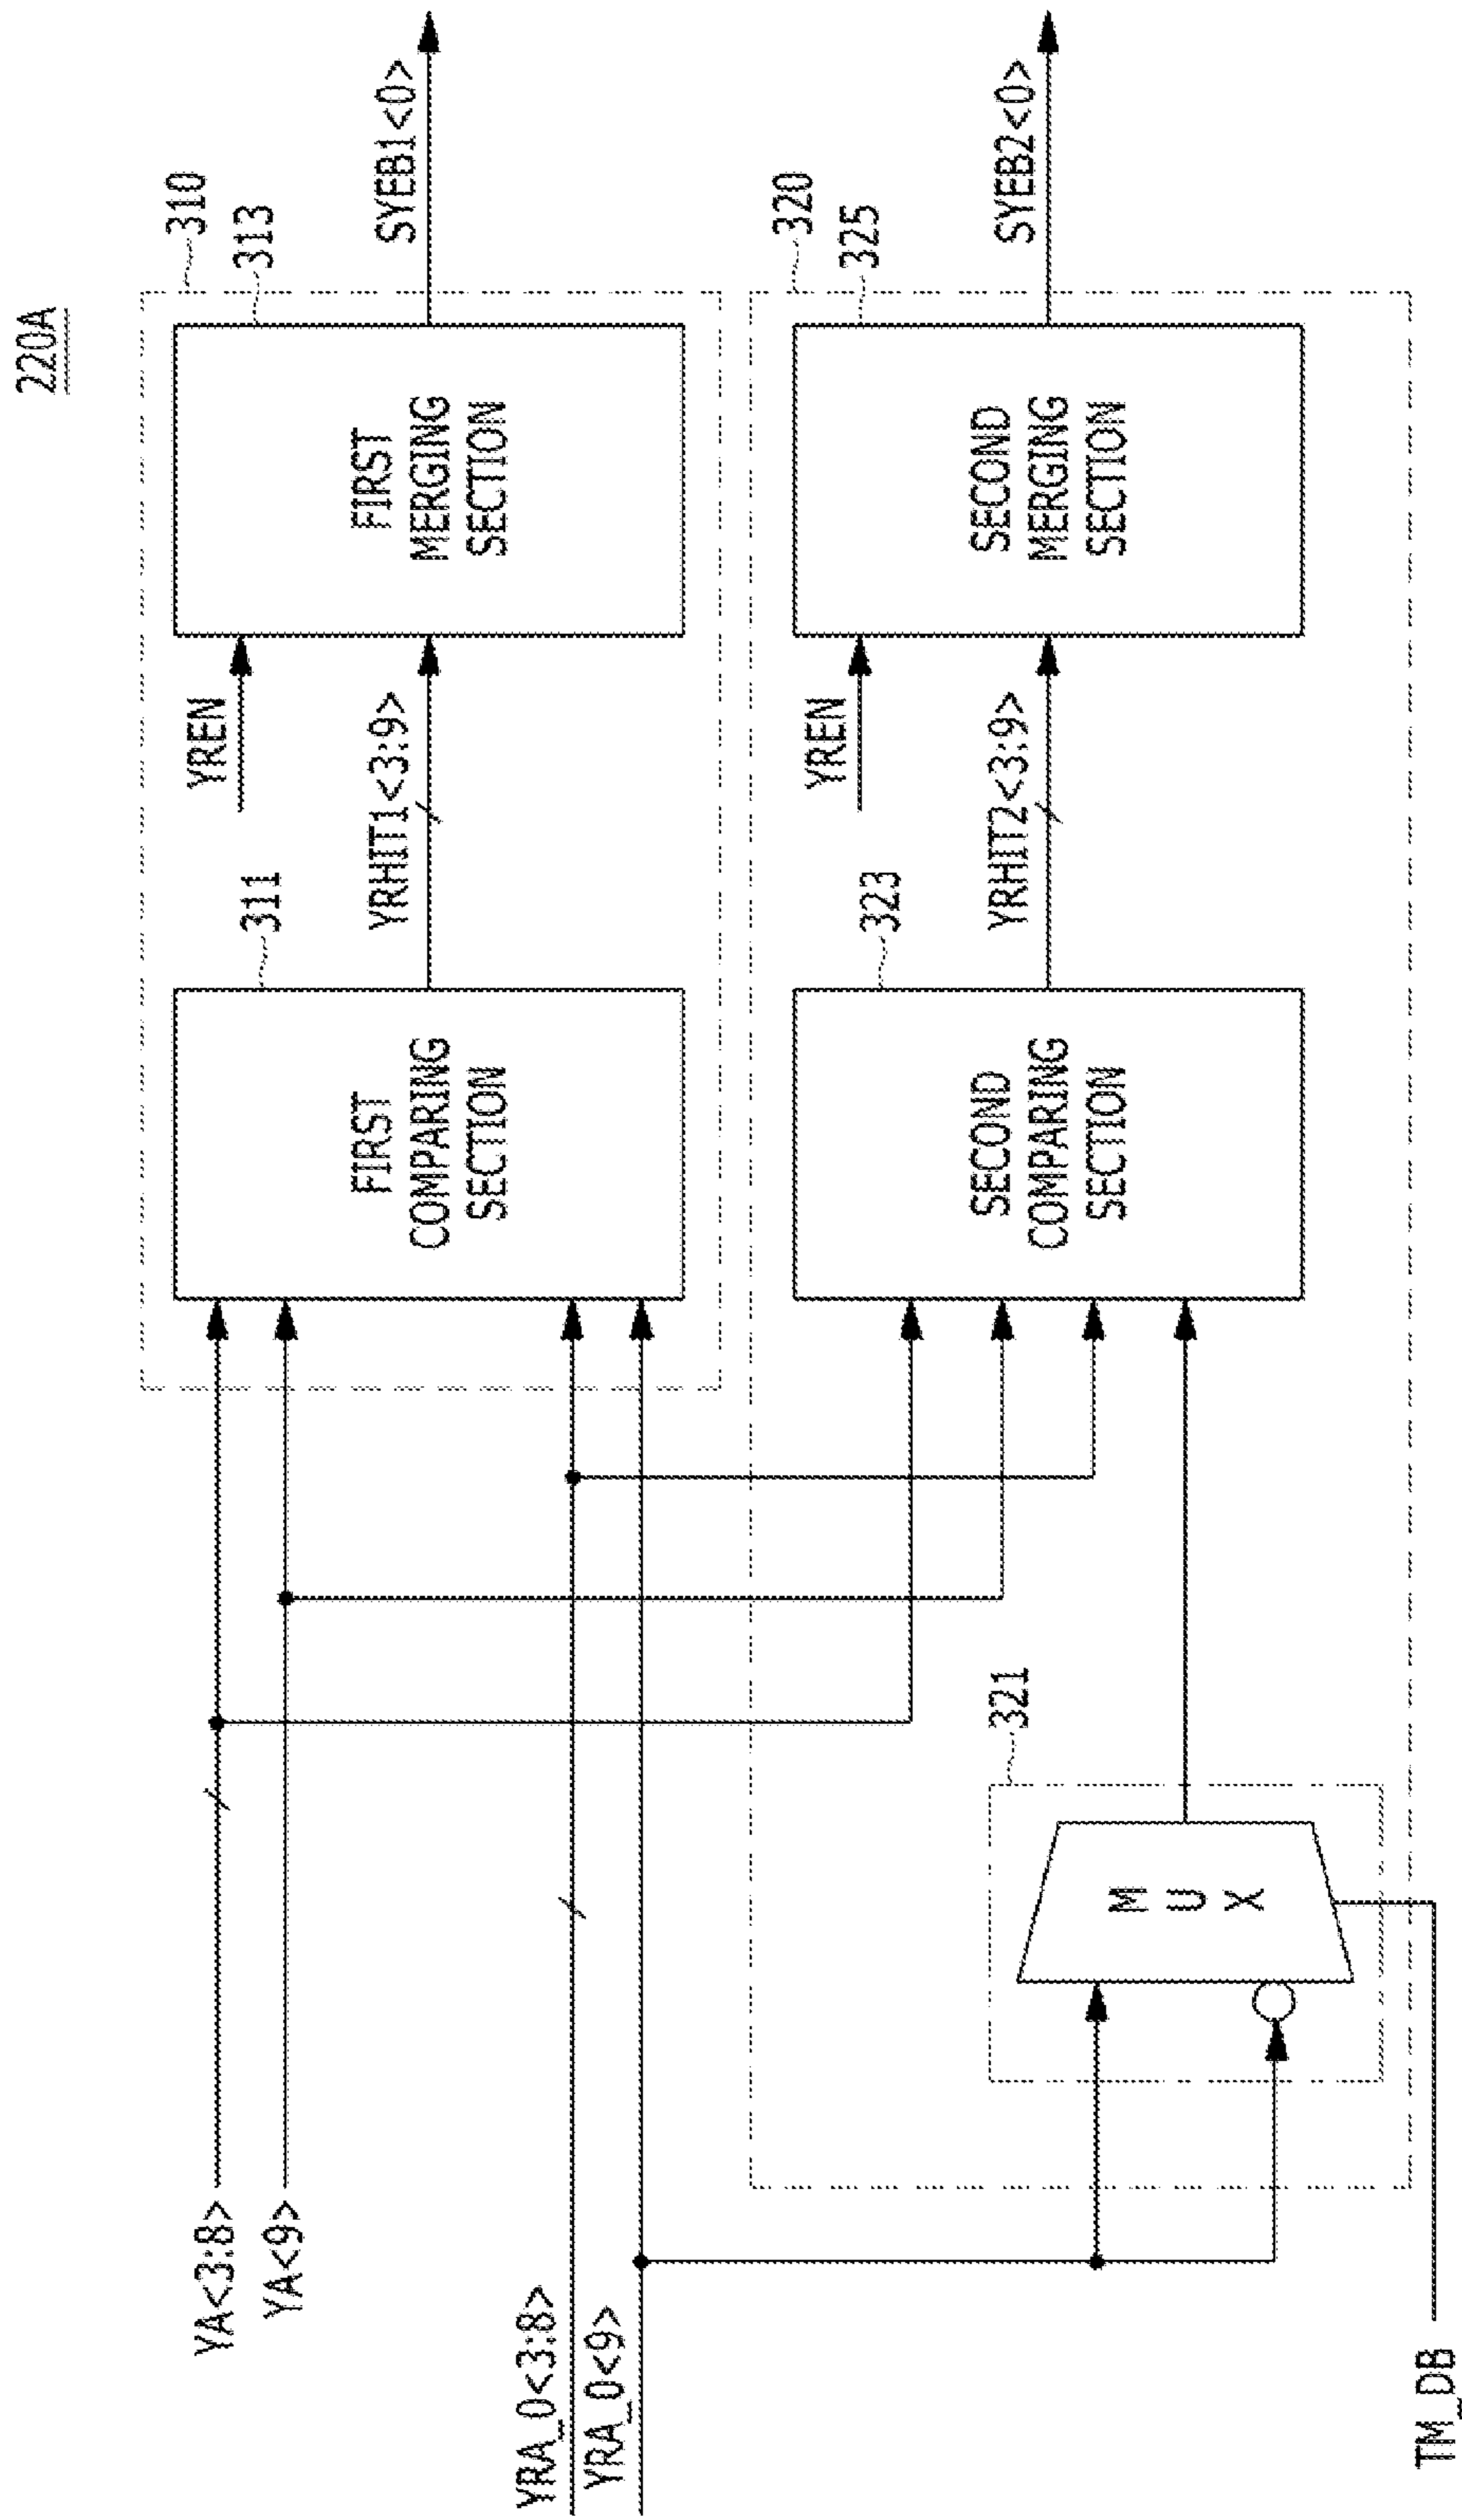 220A
310
313
SYEB1<0>
FIRST
MERGING
SECTION
YREN
YRHIT1<3:9>
311
FIRST
COMPARING
SECTION
YA<3:8>
YA<9>
YRA_0<3:8>
YRA_0<9>
320
325
SYEB2<0>
SECOND
MERGING
SECTION
YREN
YRHIT2<3:9>
323
SECOND
COMPARING
SECTION
321
MUX
TM_DB